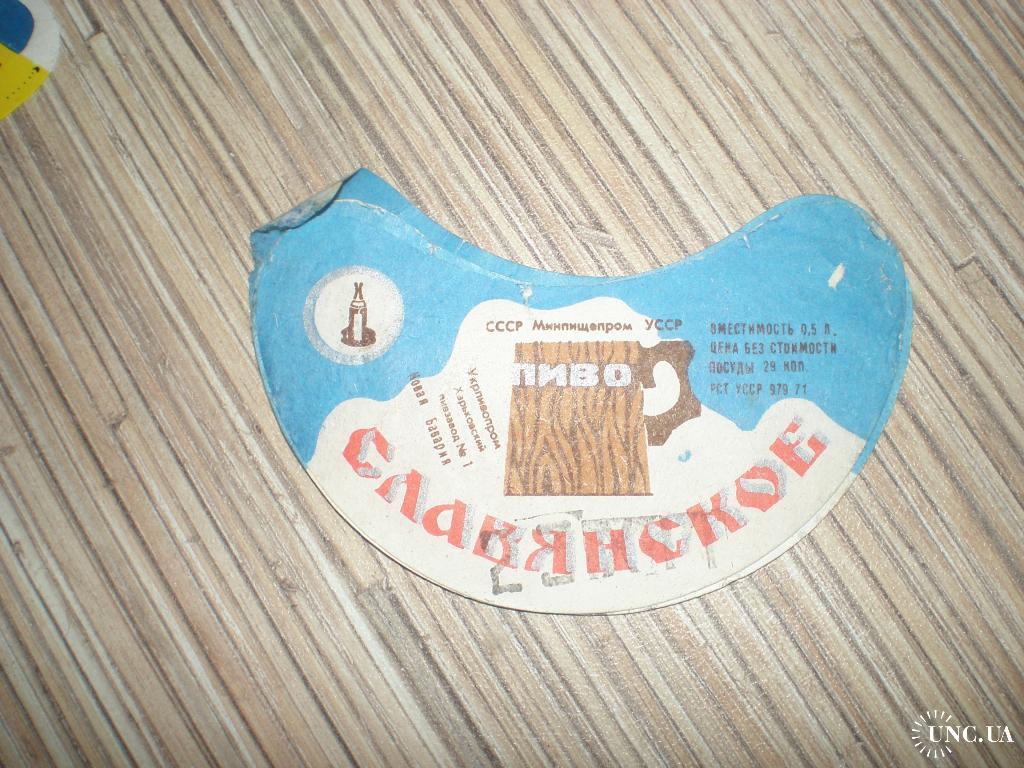 СССР Минпищепром УССР
ПИВО
Укрпивопром
Харьковский
пивзавод № 1
Новая Бавария
ВМЕСТИМОСТЬ 0,5 Л.
ЦЕНА БЕЗ СТОИМОСТИ
ПОСУДЫ 29 КОП.
РСТ УССР 979 71
СЛАВЯНСКОЕ
UNC.UA